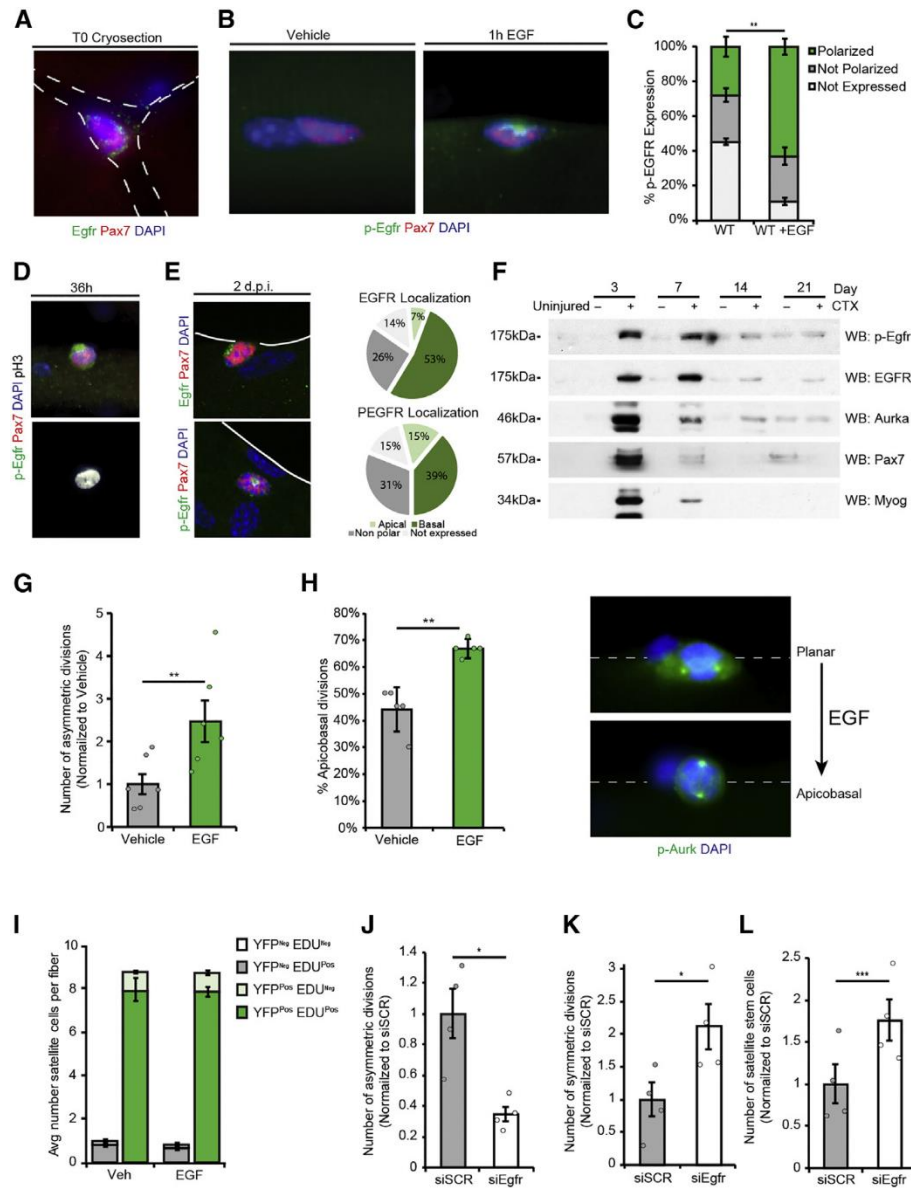 A
T0 Cryosection
Egfr Pax7 DAPI
B
Vehicle
1h EGF
p-Egfr Pax7 DAPI
C
**
100%
80%
60%
40%
20%
0%
% p-EGFR Expression
WT
WT +EGF
Polarized
Not Polarized
Not Expressed
D
36h
p-Egfr Pax7 DAPI pH3
E
2 d.p.i.
Egfr Pax7 DAPI
p-Egfr Pax7 DAPI
EGFR Localization
7%
14%
26%
53%
PEGFR Localization
15%
15%
31%
39%
Apical
Basal
Non polar
Not expressed
F
3
7
14
21
Day
Uninjured
–
+
–
+
–
+
–
+
CTX
175kDa-
WB: p-Egfr
175kDa-
WB: EGFR
46kDa-
WB: Aurka
57kDa-
WB: Pax7
34kDa-
WB: Myog
G
Number of asymmetric divisions
(Normailzed to Vehicle)
5
4
3
2
1
0
**
Vehicle
EGF
H
% Apicobasal divisions
80%
70%
60%
50%
40%
30%
20%
10%
0%
**
Vehicle
EGF
Planar
EGF
Apicobasal
p-Aurk DAPI
I
Avg number satellite cells per fiber
10
8
6
4
2
0
Veh
EGF
YFPNeg EDUNeg
YFPNeg EDUPos
YFPPos EDUNeg
YFPPos EDUPos
J
Number of asymmetric divisions
(Normailzed to siSCR)
1.4
1.2
1
0.8
0.6
0.4
0.2
0
*
siSCR
siEgfr
K
Number of symmetric divisions
(Normailzed to siSCR)
3
2.5
2
1.5
1
0.5
0
*
siSCR
siEgfr
L
Number of satellite stem cells
(Normailzed to siSCR)
2.5
2
1.5
1
0.5
0
***
siSCR
siEgfr